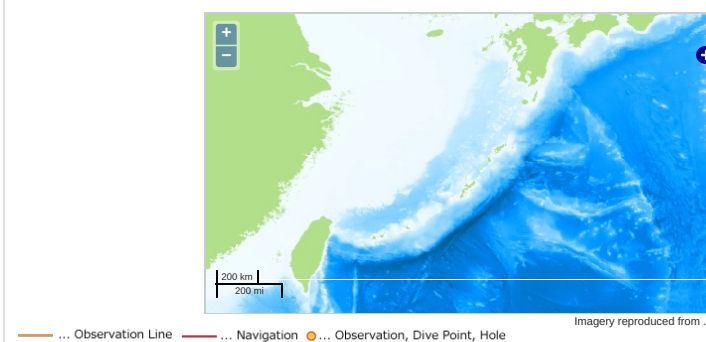 +
−
200 km
200 mi
Imagery reproduced from .
... Observation Line ... Navigation ... Observation, Dive Point, Hole